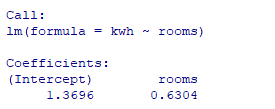 Call:
lm(formula = kwh ~ rooms)
Coefficients:
(Intercept) rooms
1.3696 0.6304